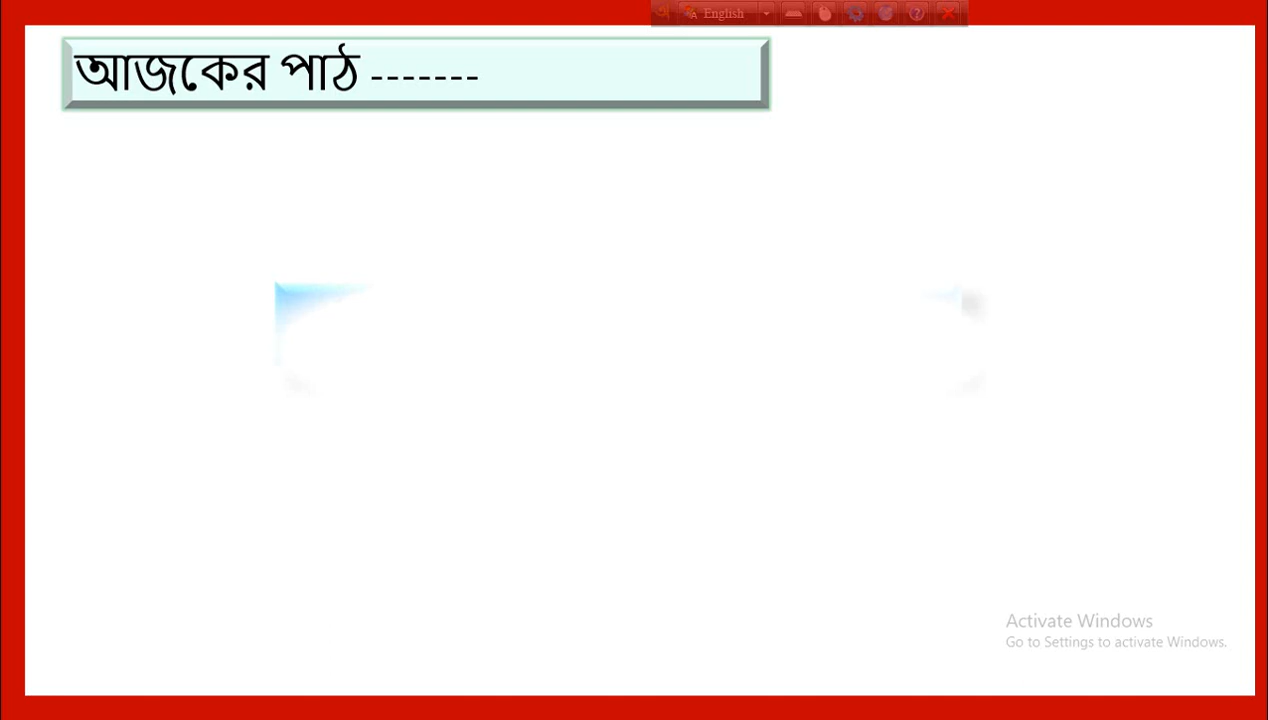 English
আজকের পাঠ -------
Activate Windows
Go to Settings to activate Windows.